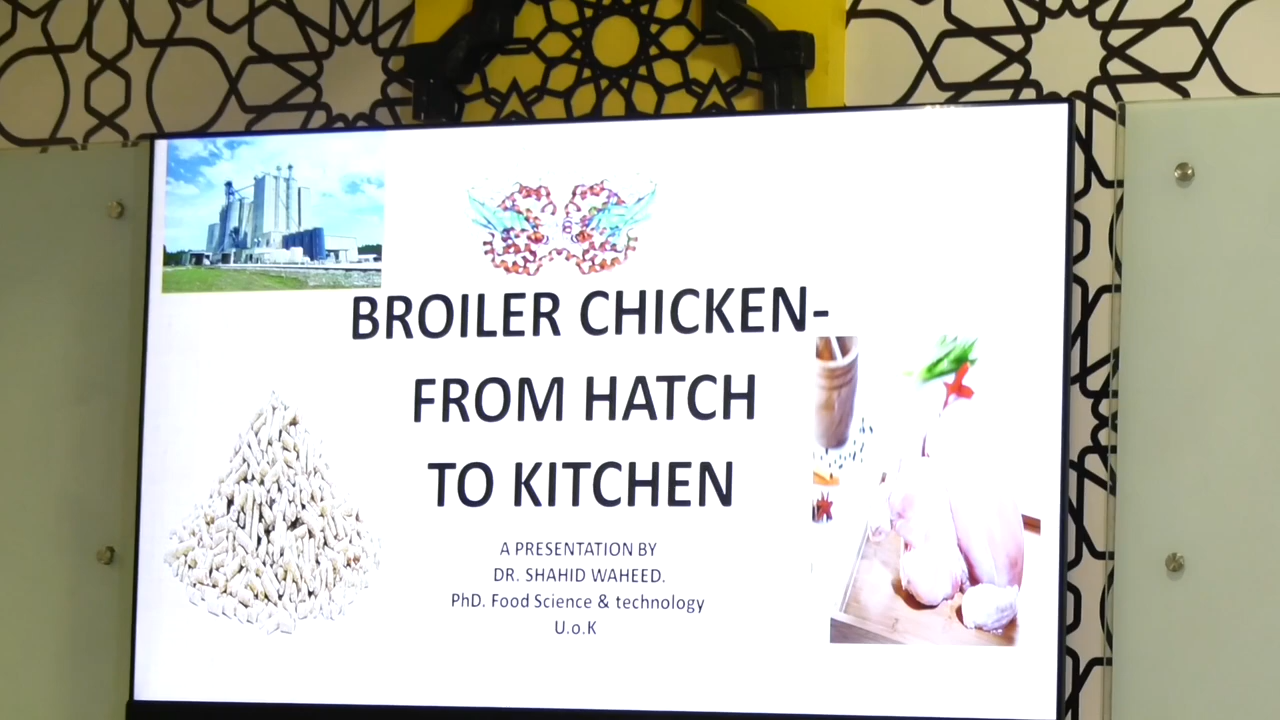 BROILER CHICKEN-
FROM HATCH
TO KITCHEN
A PRESENTATION BY
DR. SHAHID WAHEED.
PhD. Food Science & technology
U.o.K